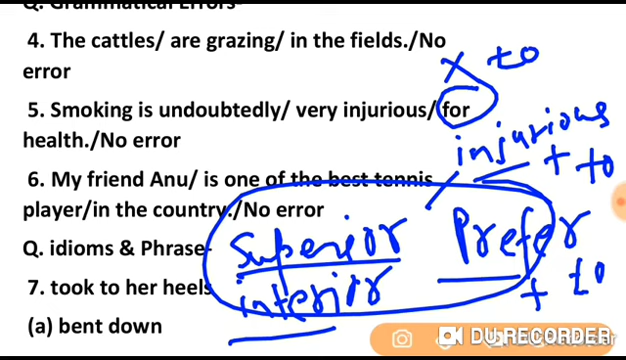 Q. Grammatical Errors-
4. The cattles/ are grazing/ in the fields./No
error
x to
5. Smoking is undoubtedly/ very injurious/ for
health./No error
injurious
+ to
6. My friend Anu/ is one of the best tennis
player/in the country./No error
Superior Prefer
Q. idioms & Phrase-
+ to
7. took to her heels
interior
(a) bent down
DU RECORDER